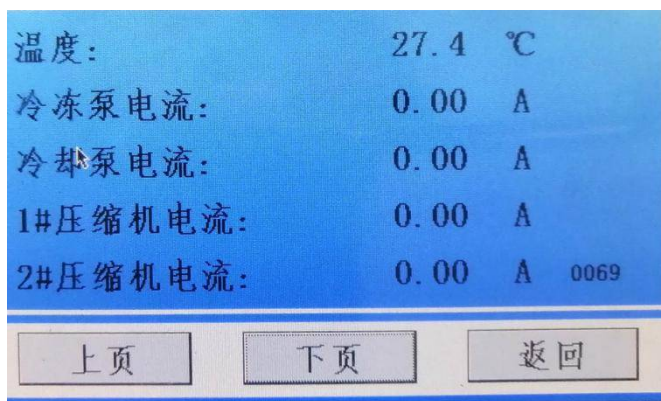 温度: 27.4 ℃
冷冻泵电流: 0.00 A
冷却泵电流: 0.00 A
1#压缩机电流: 0.00 A
2#压缩机电流: 0.00 A 0069
上页 下页 返回